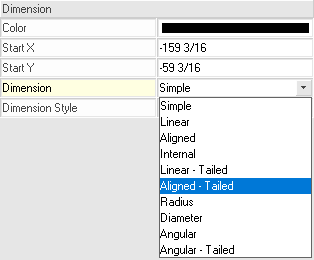 Dimension
Color
Start X -159 3/16
Start Y -59 3/16
Dimension Simple
Dimension Style
Simple
Linear
Aligned
Internal
Linear - Tailed
Aligned - Tailed
Radius
Diameter
Angular
Angular - Tailed